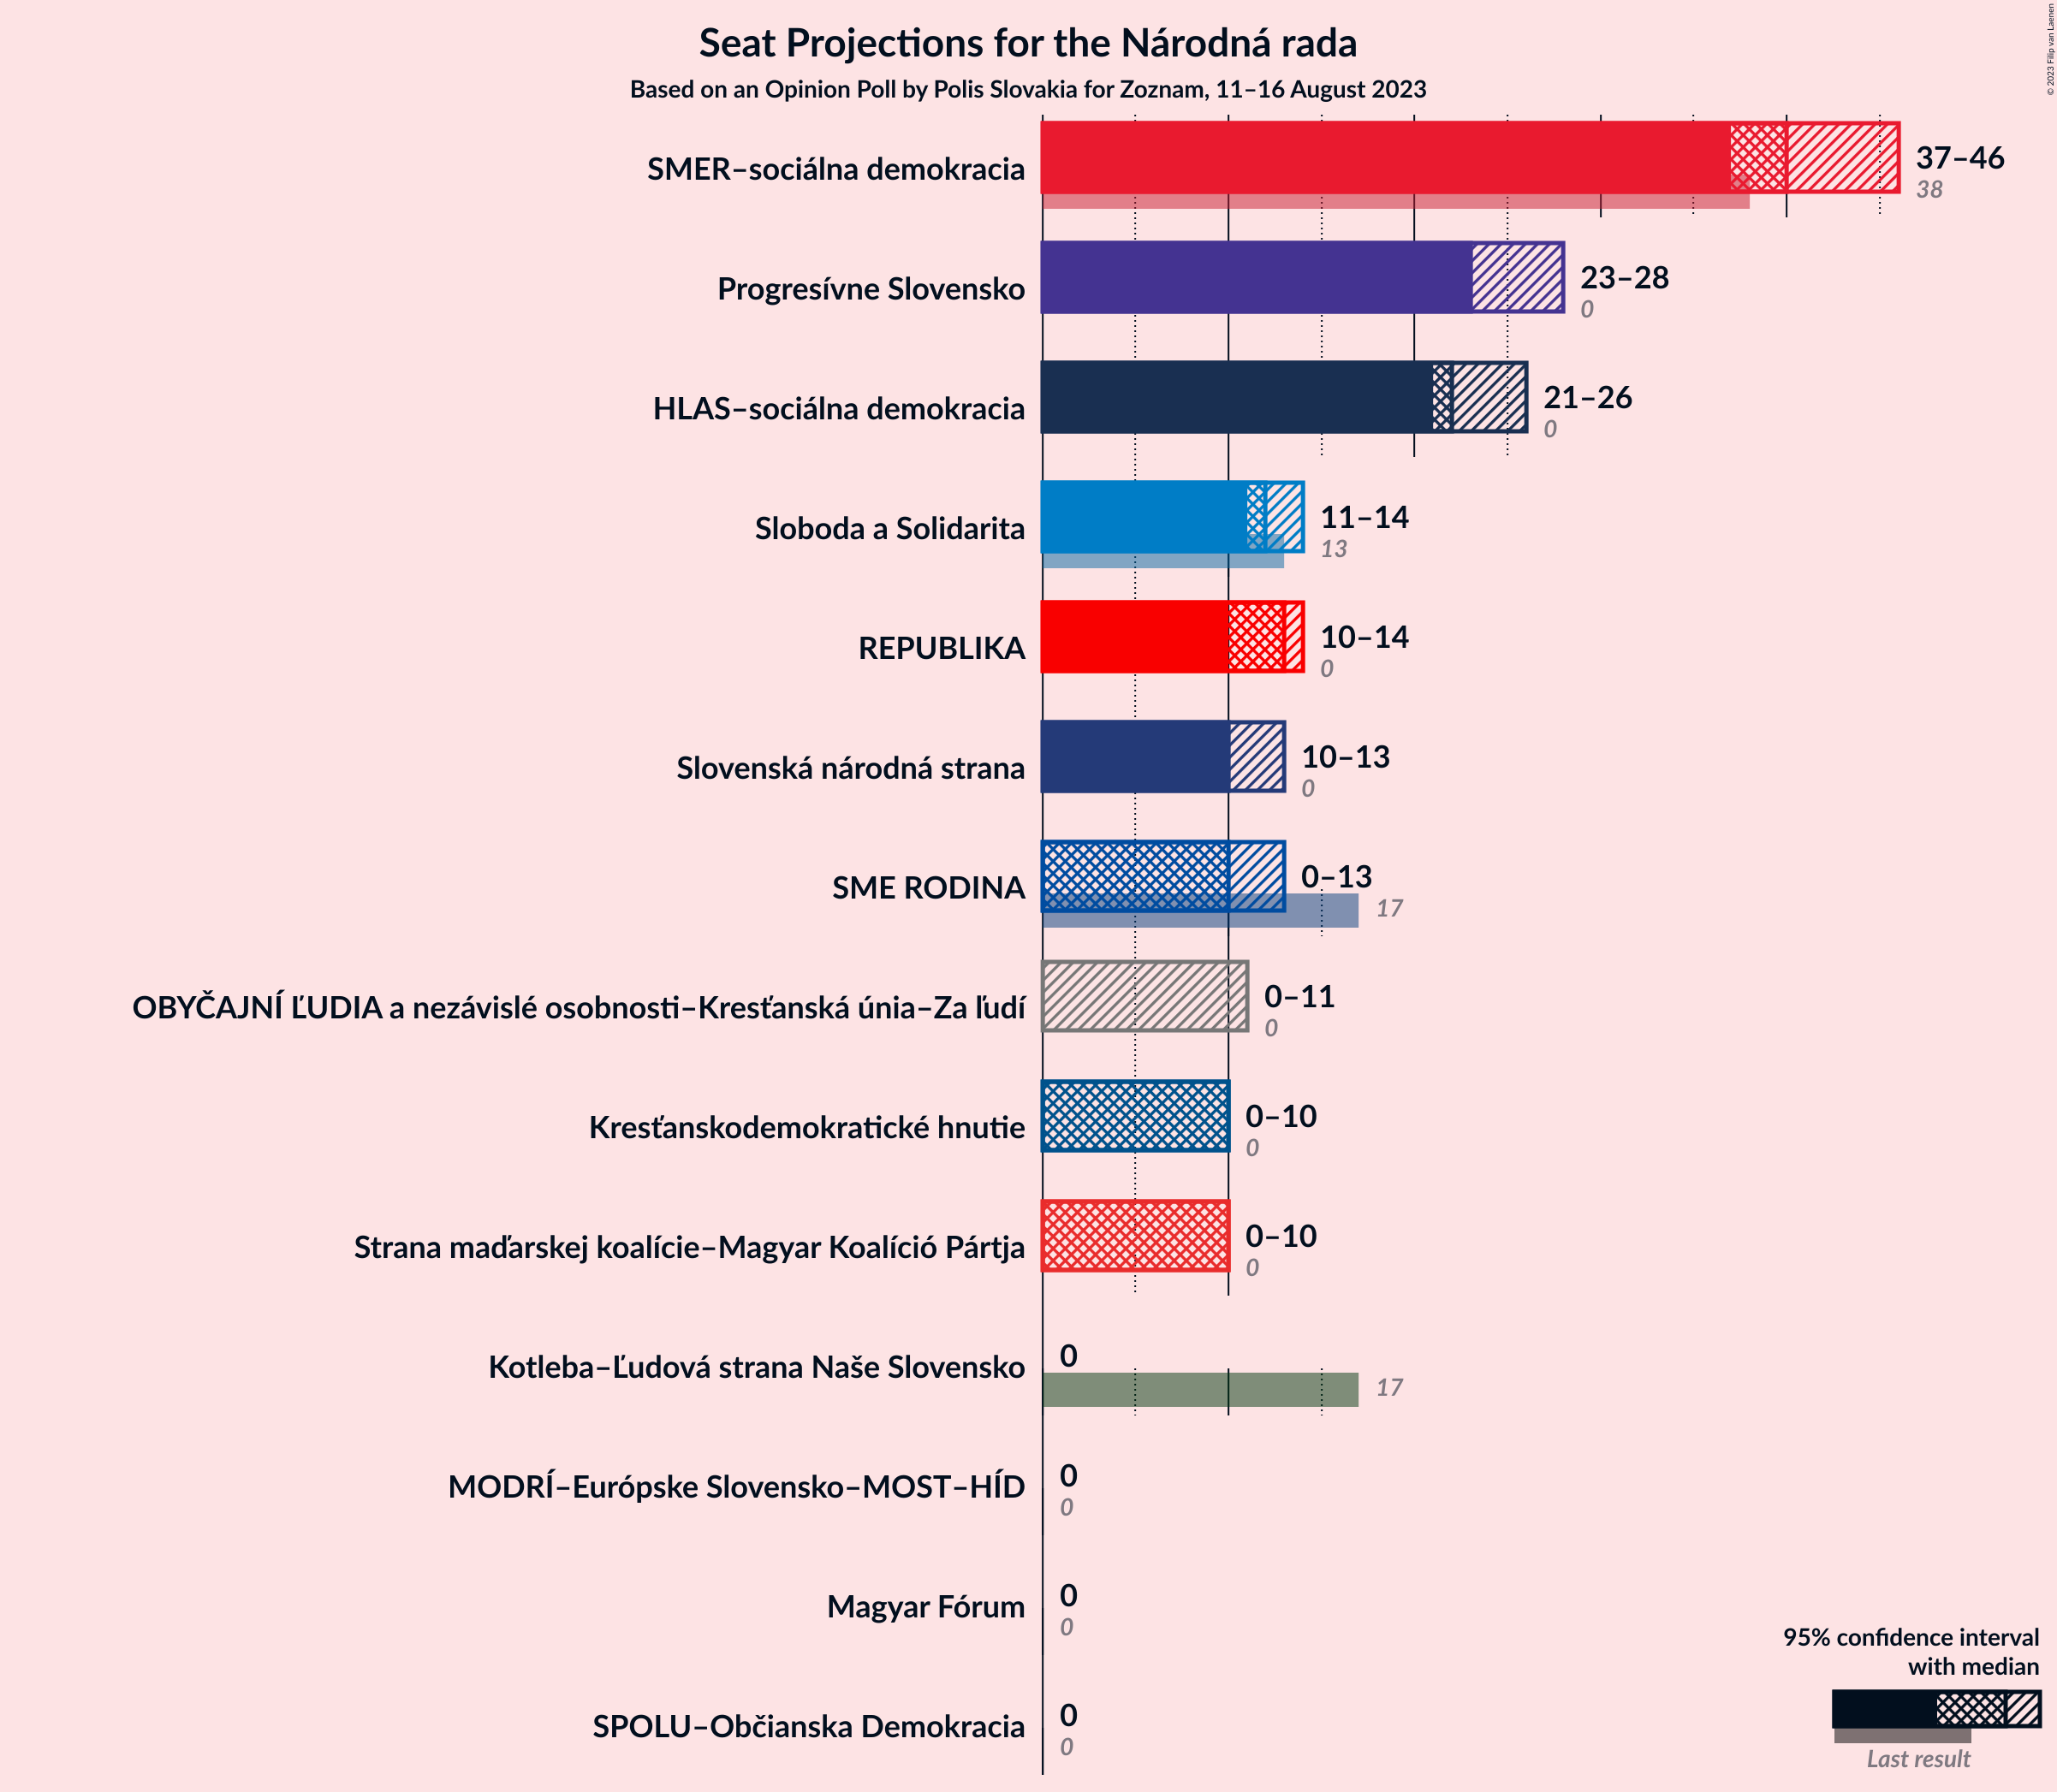 Seat Projections for the Národná rada
Based on an Opinion Poll by Polis Slovakia for Zoznam, 11–16 August 2023
© 2023 Filip van Laenen
SMER–sociálna demokracia
37–46
38
Progresívne Slovensko
23–28
0
HLAS–sociálna demokracia
21–26
0
Sloboda a Solidarita
11–14
13
REPUBLIKA
10–14
0
Slovenská národná strana
10–13
0
SME RODINA
0–13
17
OBYČAJNÍ ĽUDIA a nezávislé osobnosti–Kresťanská únia–Za ľudí
0–11
0
Kresťanskodemokratické hnutie
0–10
0
Strana maďarskej koalície–Magyar Koalíció Pártja
0–10
0
Kotleba–Ľudová strana Naše Slovensko
0
17
MODRÍ–Európske Slovensko–MOST–HÍD
0
0
Magyar Fórum
0
0
SPOLU–Občianska Demokracia
0
0
95% confidence interval
with median
Last result